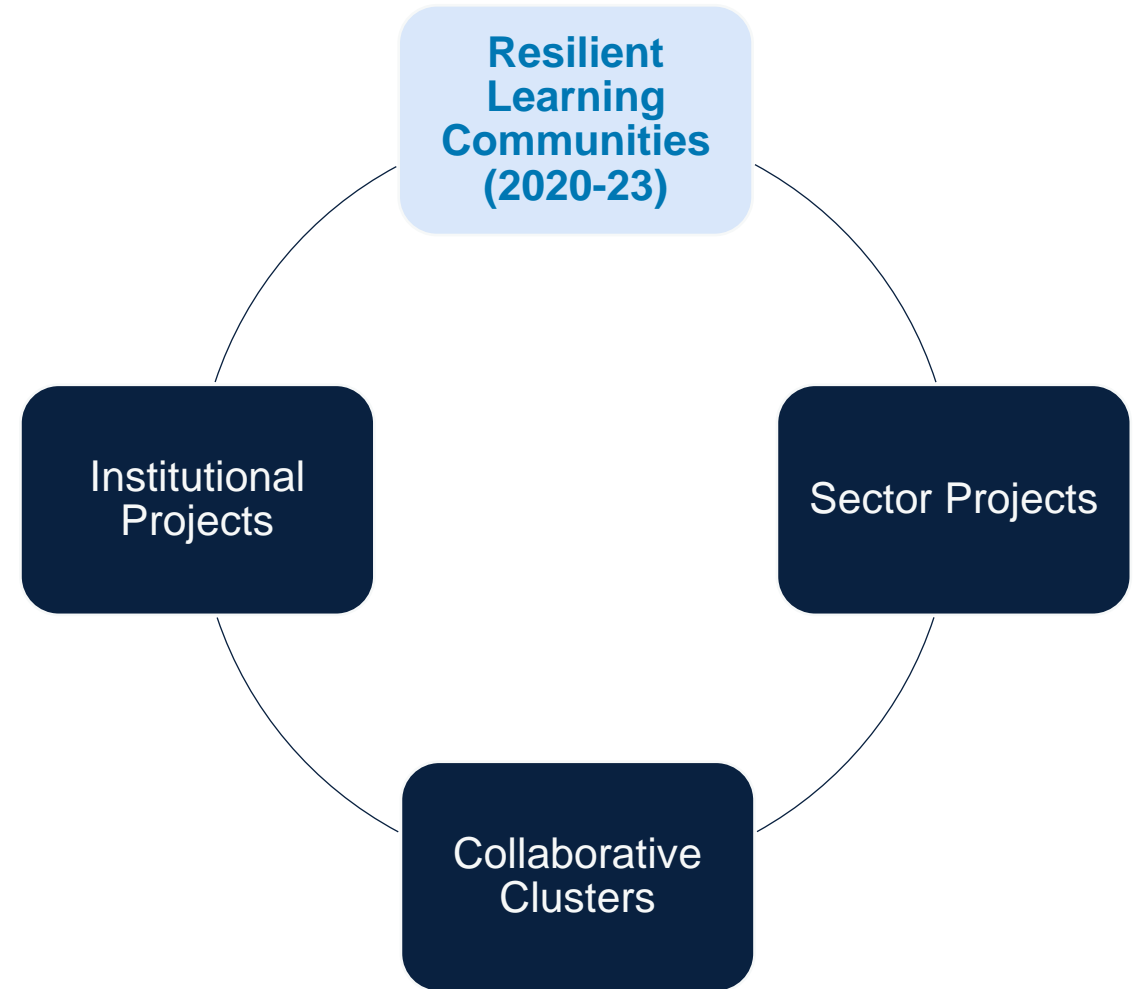 Resilient
Learning
Communities
(2020-23)
Institutional
Projects
Sector Projects
Collaborative
Clusters